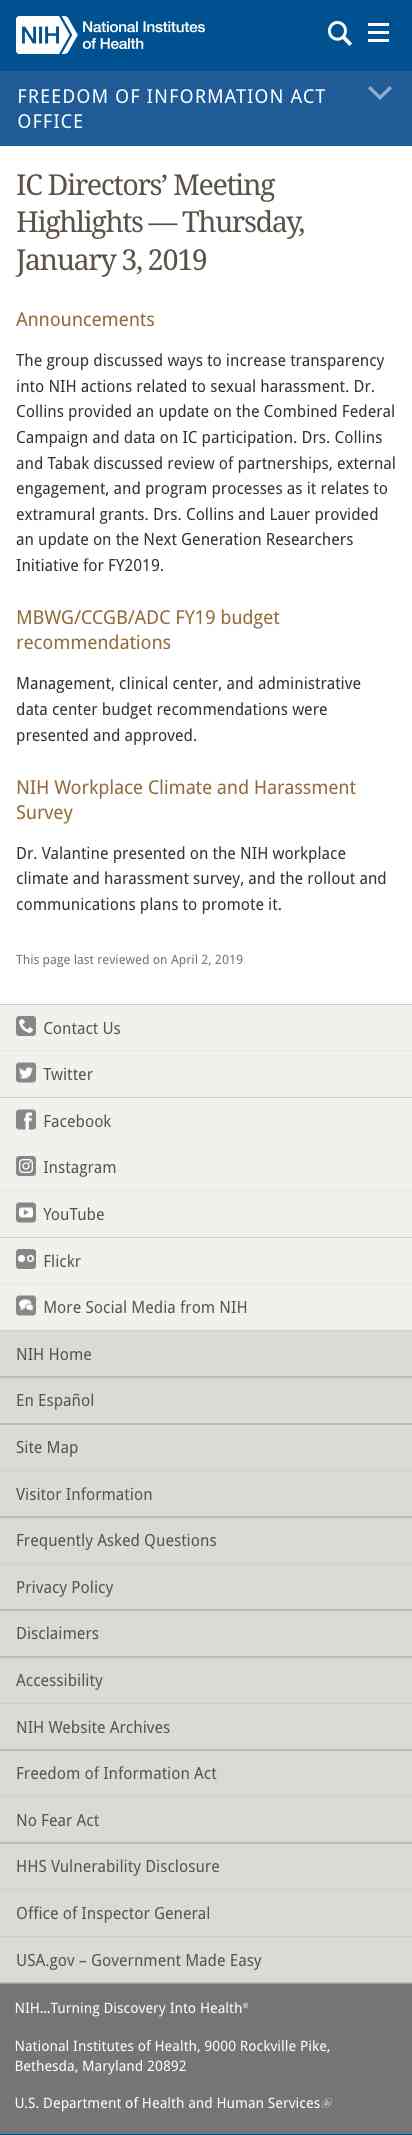 NIH National Institutes
of Health
FREEDOM OF INFORMATION ACT
OFFICE
IC Directors’ Meeting
Highlights — Thursday,
January 3, 2019
Announcements
The group discussed ways to increase transparency
into NIH actions related to sexual harassment. Dr.
Collins provided an update on the Combined Federal
Campaign and data on IC participation. Drs. Collins
and Tabak discussed review of partnerships, external
engagement, and program processes as it relates to
extramural grants. Drs. Collins and Lauer provided
an update on the Next Generation Researchers
Initiative for FY2019.
MBWG/CCGB/ADC FY19 budget
recommendations
Management, clinical center, and administrative
data center budget recommendations were
presented and approved.
NIH Workplace Climate and Harassment
Survey
Dr. Valantine presented on the NIH workplace
climate and harassment survey, and the rollout and
communications plans to promote it.
This page last reviewed on April 2, 2019
Contact Us
Twitter
Facebook
Instagram
YouTube
Flickr
More Social Media from NIH
NIH Home
En Español
Site Map
Visitor Information
Frequently Asked Questions
Privacy Policy
Disclaimers
Accessibility
NIH Website Archives
Freedom of Information Act
No Fear Act
HHS Vulnerability Disclosure
Office of Inspector General
USA.gov – Government Made Easy
NIH...Turning Discovery Into Health®
National Institutes of Health, 9000 Rockville Pike,
Bethesda, Maryland 20892
U.S. Department of Health and Human Services